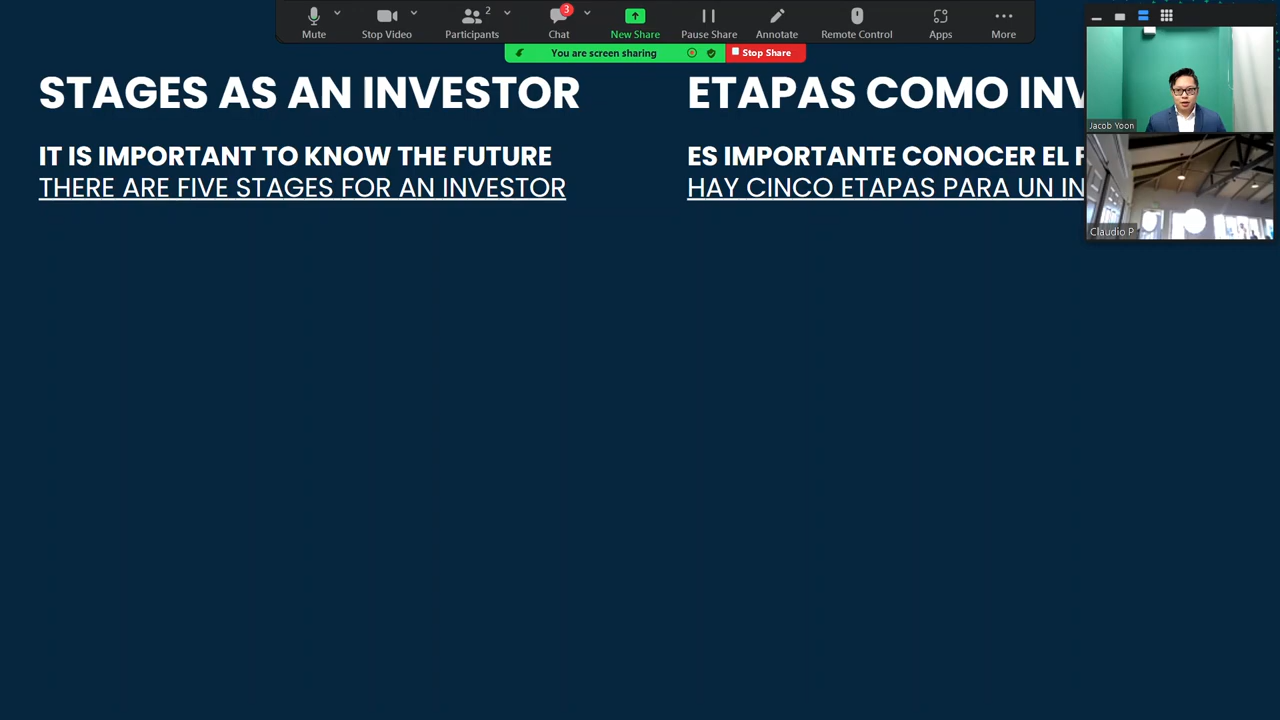 Mute
Stop Video
Participants
2
Chat
3
New Share
Pause Share
Annotate
Remote Control
Apps
More
You are screen sharing
Stop Share
STAGES AS AN INVESTOR
IT IS IMPORTANT TO KNOW THE FUTURE
THERE ARE FIVE STAGES FOR AN INVESTOR
ETAPAS COMO INV
ES IMPORTANTE CONOCER EL F
HAY CINCO ETAPAS PARA UN IN
Jacob Yoon
Claudio P